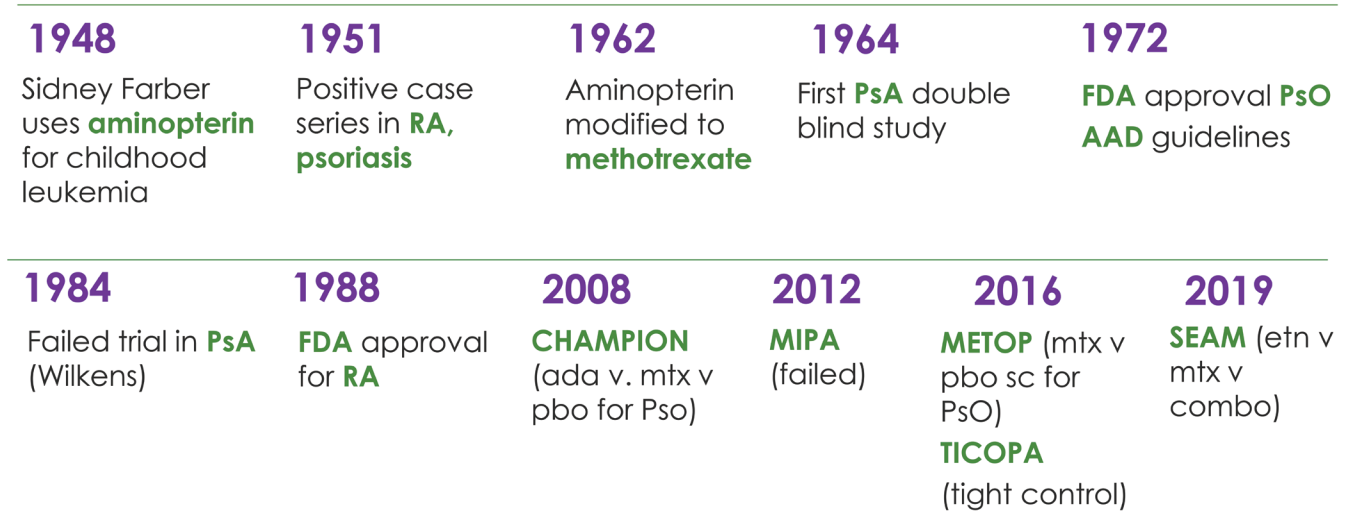 1948
Sidney Farber
uses aminopterin
for childhood
leukemia
1951
Positive case
series in RA,
psoriasis
1962
Aminopterin
modified to
methotrexate
1964
First PsA double
blind study
1972
FDA approval PsO
AAD guidelines
1984
Failed trial in PsA
(Wilkens)
1988
FDA approval
for RA
2008
CHAMPION
(ada v. mtx v
pbo for Pso)
2012
MIPA
(failed)
2016
METOP (mtx v
pbo sc for
PsO)
TICOPA
(tight control)
2019
SEAM (etn v
mtx v
combo)